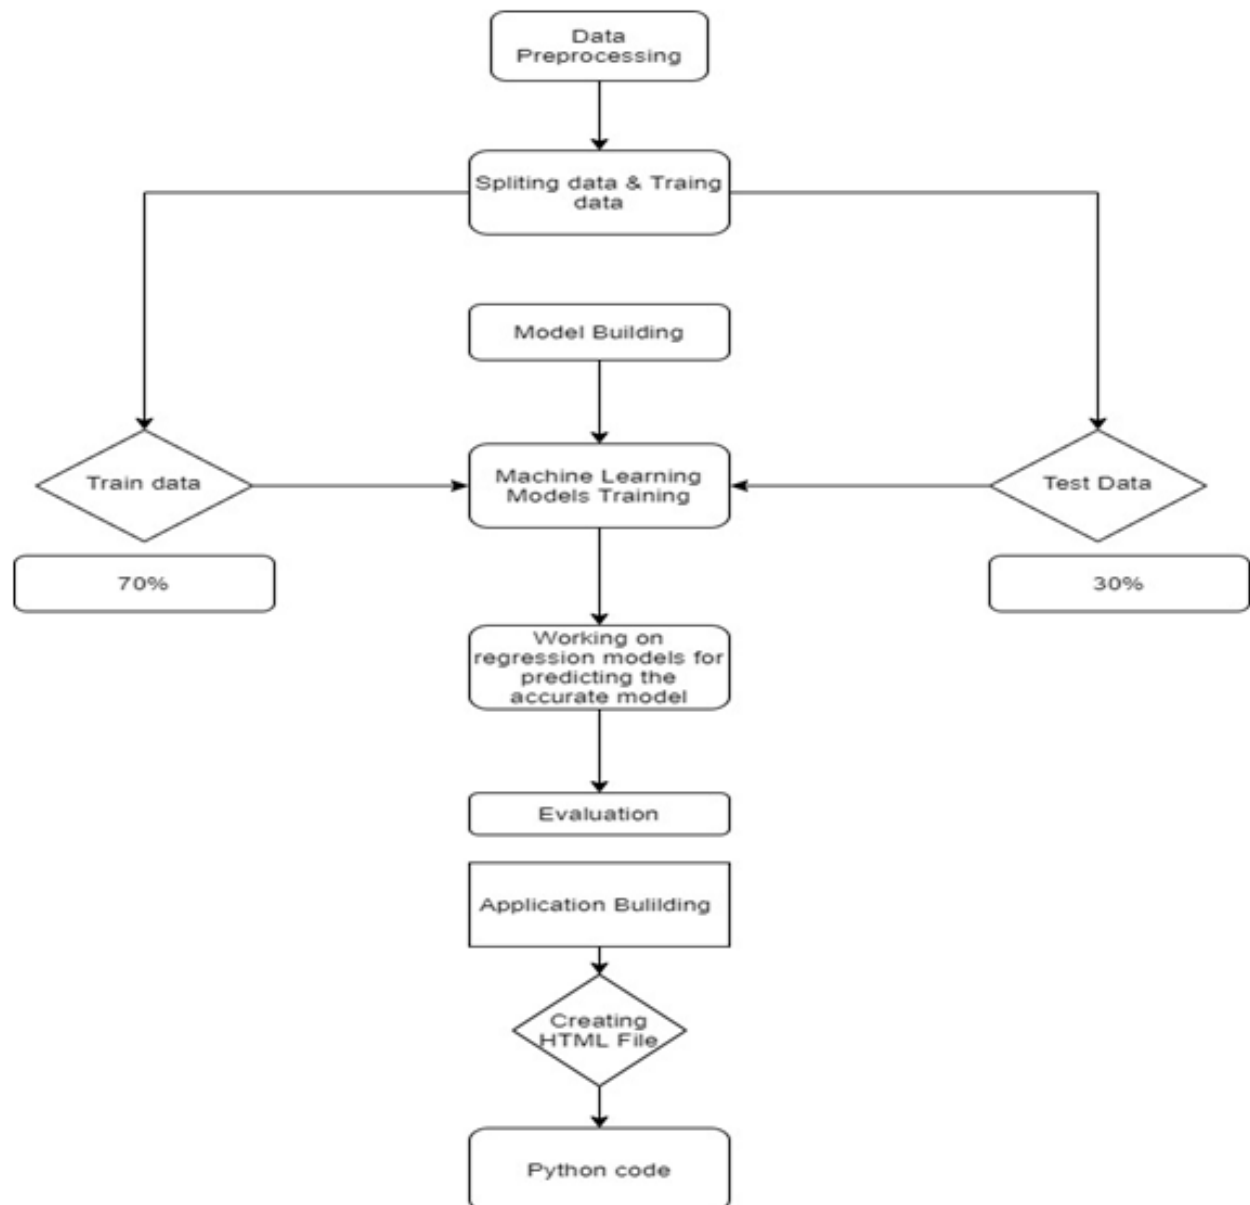 Data
Preprocessing
Spliting data & Traing
data
Model Building
Train data
Machine Learning
Models Training
Test Data
70%
30%
Working on
regression models for
predicting the
accurate model
Evaluation
Application Bulilding
Creating
HTML File
Python code